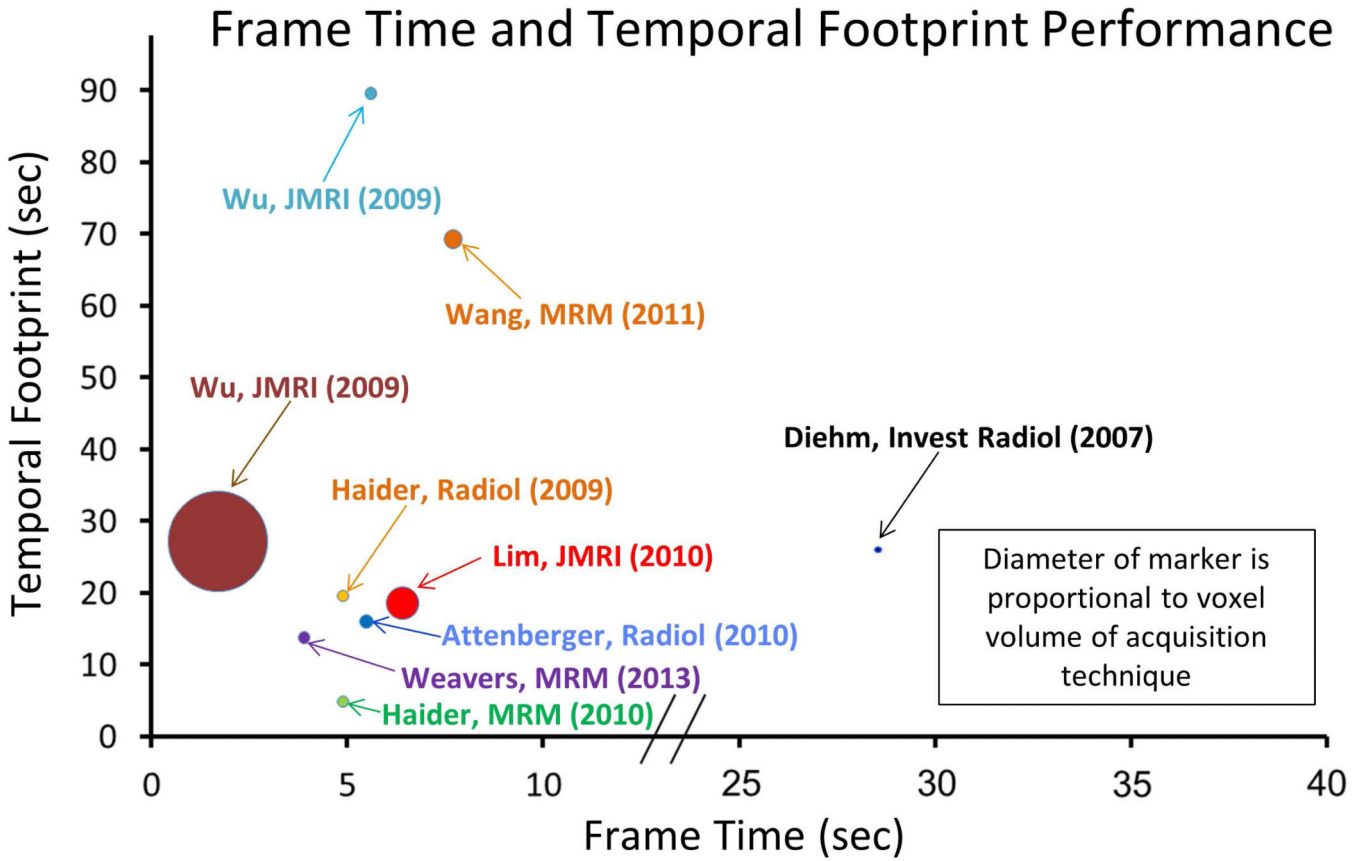 Frame Time and Temporal Footprint Performance
Temporal Footprint (sec)
90
80
70
60
50
40
30
20
10
0
Wu, JMRI (2009)
Wang, MRM (2011)
Wu, JMRI (2009)
Diehm, Invest Radiol (2007)
Haider, Radiol (2009)
Lim, JMRI (2010)
Attenberger, Radiol (2010)
Weavers, MRM (2013)
Haider, MRM (2010)
Diameter of marker is
proportional to voxel
volume of acquisition
technique
0 5 10 25 30 35 40
Frame Time (sec)